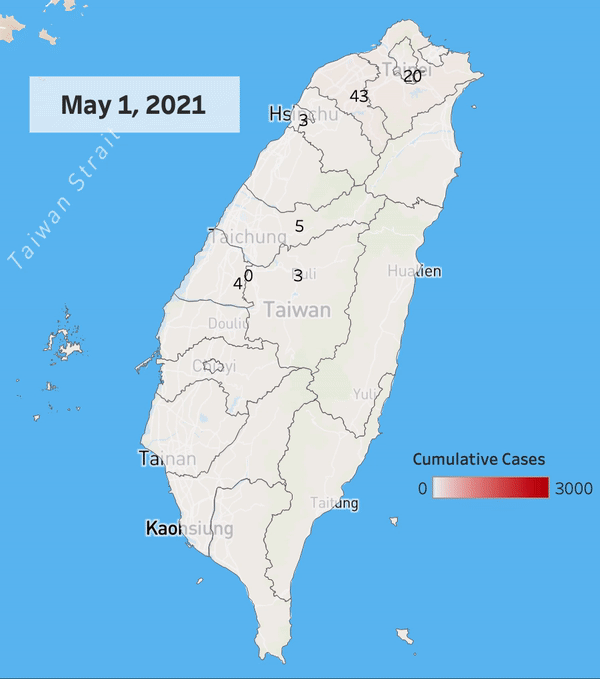 May 1, 2021
Taiwan Strait
Taipei
20
43
Hsinchu
3
5
Taichung
4
0
3
Puli
Hualien
Taiwan
Douliu
Chiayi
Yuli
Tainan
Taitung
Kaohsiung
Cumulative Cases
0
3000